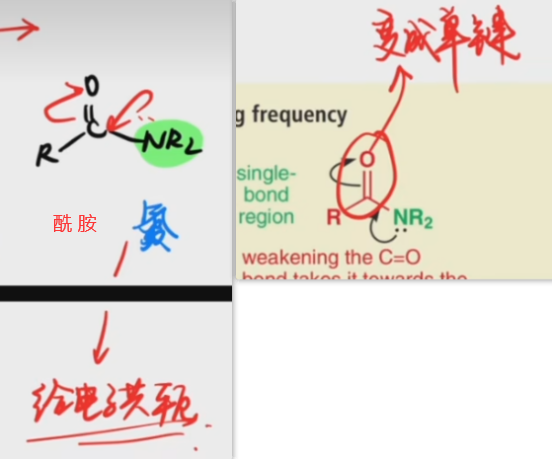 O
C
R
NR2
酰胺
氨
给电子共轭
变成单键
g frequency
single-
bond
region
O
R
NR2
weakening the C=O
bond takes it towards the